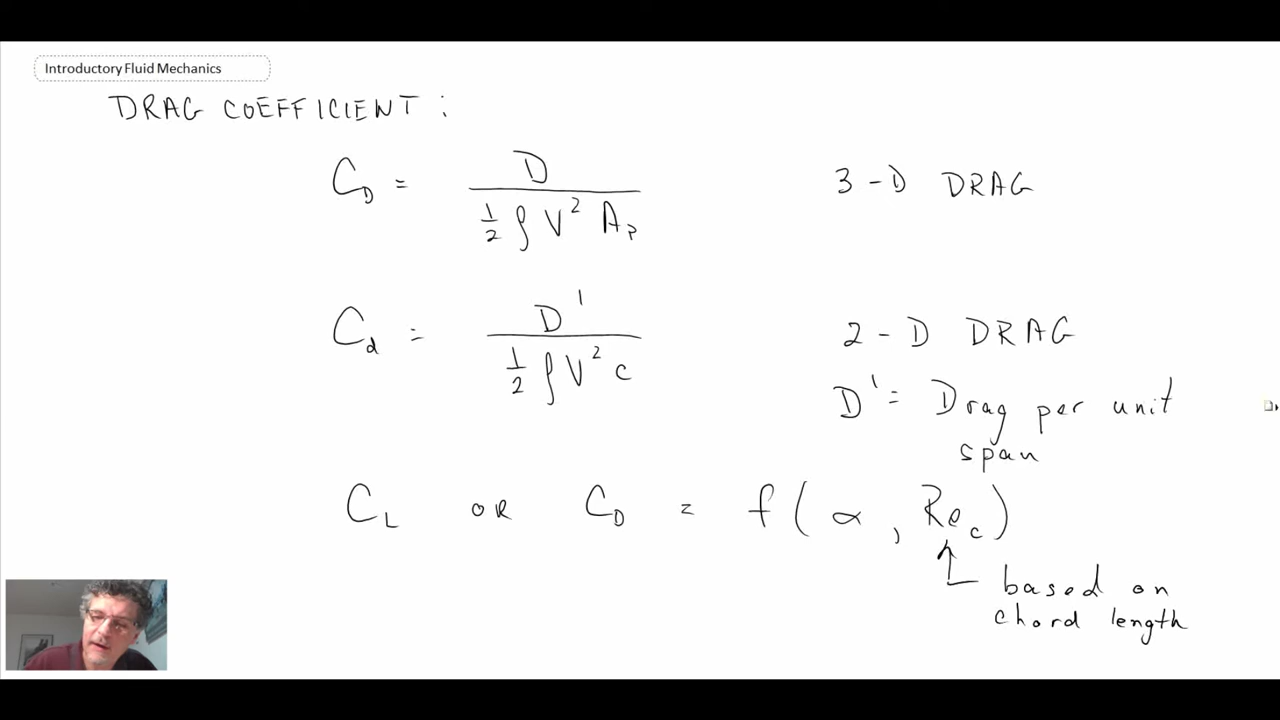 Introductory Fluid Mechanics
DRAG COEFFICIENT :
C_D = D / (1/2 ρ V² A_P) 3-D DRAG
C_d = D' / (1/2 ρ V² c) 2-D DRAG
D' = Drag per unit
span
C_L OR C_D = f(α, Re_c)
based on
chord length